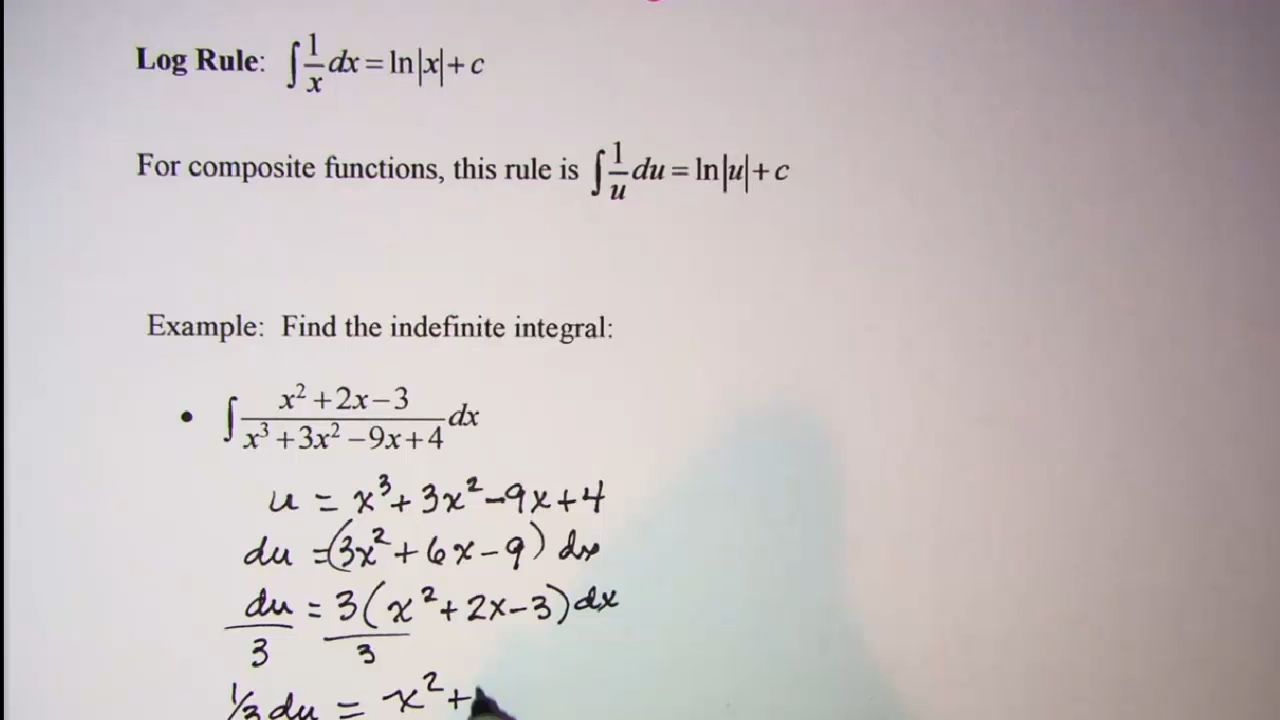 Log Rule: ∫ 1/x dx = ln|x| + c
For composite functions, this rule is ∫ 1/u du = ln|u| + c
Example: Find the indefinite integral:
• ∫ (x² + 2x − 3)/(x³ + 3x² − 9x + 4) dx
u = x³ + 3x² − 9x + 4
du = (3x² + 6x − 9) dx
du/3 = 3(x² + 2x − 3) dx/3
1/3 du = x² +